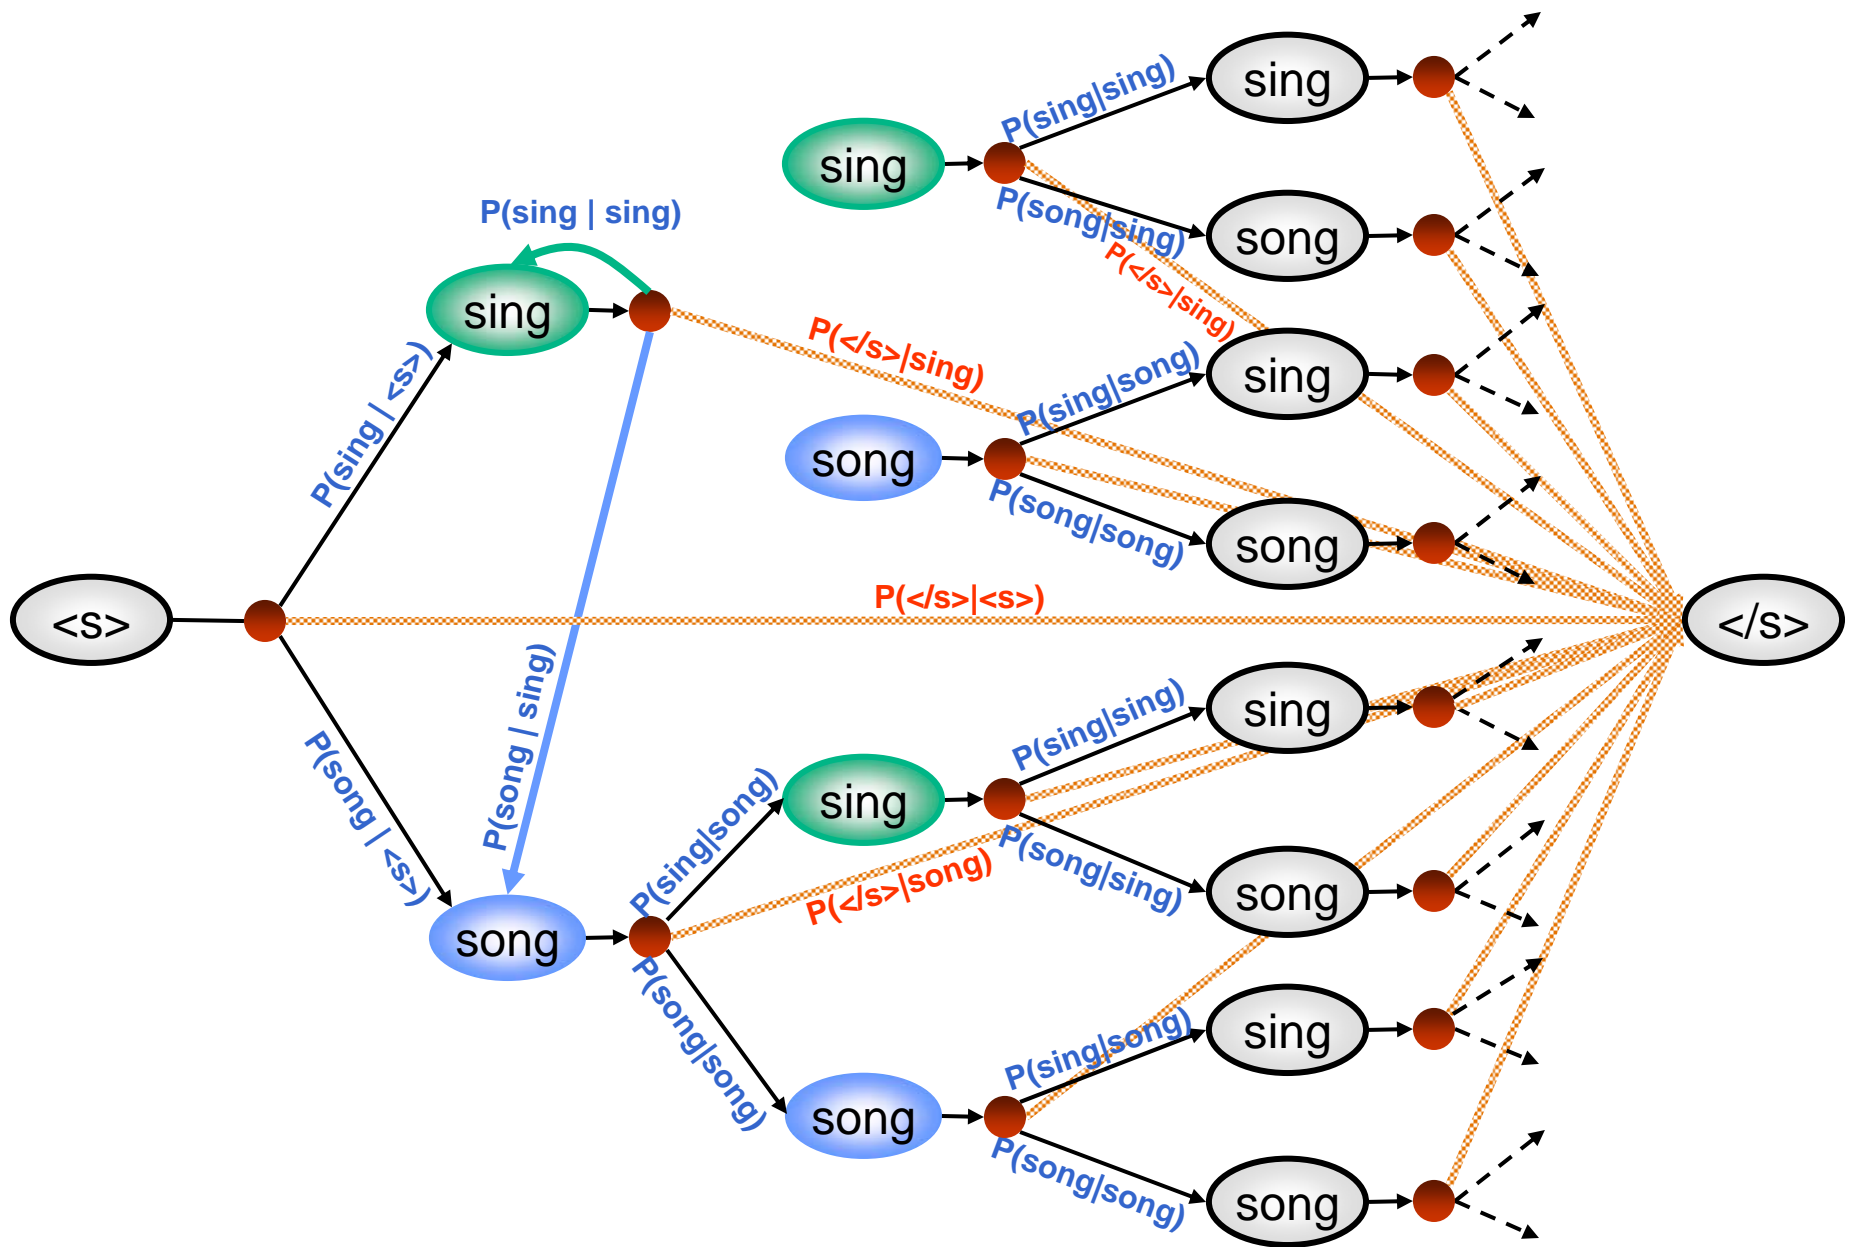 sing
P(sing|sing)
sing
P(song|sing)
song
P(</s>|sing)
P(sing | sing)
sing
P(</s>|sing)
P(sing | <s>)
P(sing|song)
sing
song
P(song|song)
song
<s>
P(</s>|<s>)
</s>
P(song | <s>)
P(song | sing)
P(sing|sing)
sing
P(sing|song)
sing
P(song|sing)
song
P(</s>|song)
song
P(song|song)
P(sing|song)
sing
song
P(song|song)
song